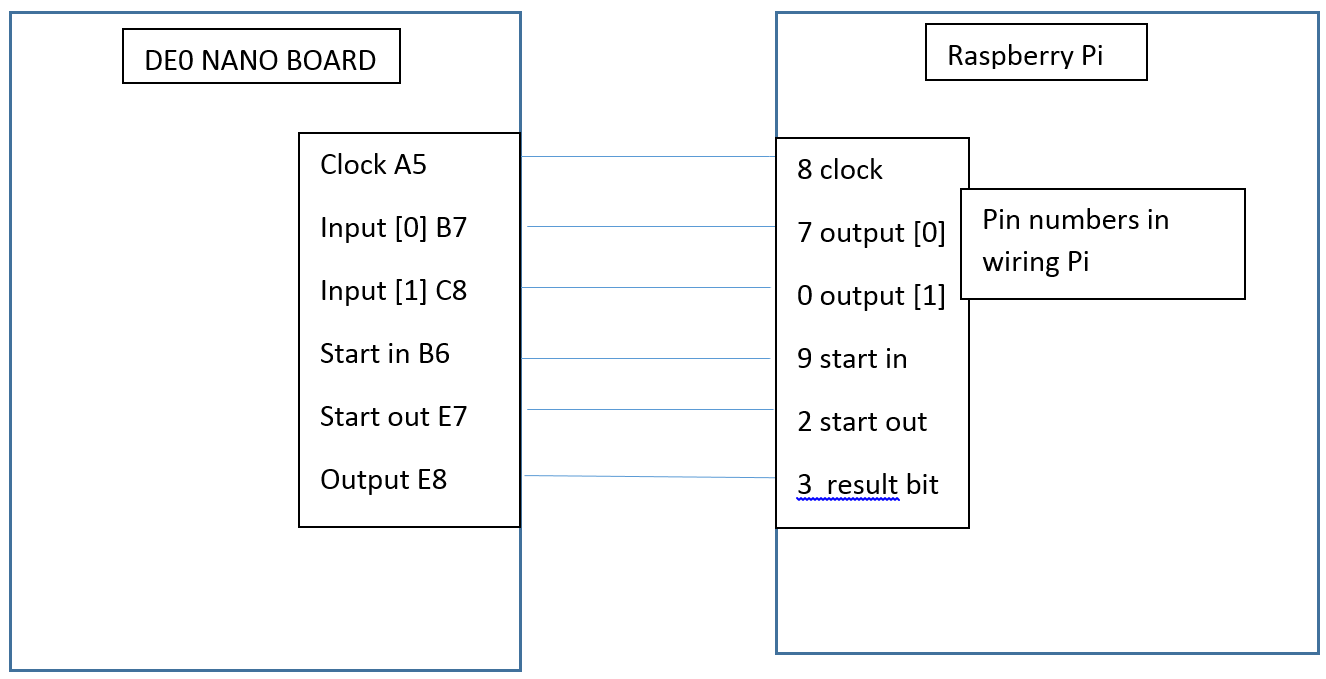 DE0 NANO BOARD
Raspberry Pi
Clock A5
Input [0] B7
Input [1] C8
Start in B6
Start out E7
Output E8
8 clock
7 output [0]
0 output [1]
9 start in
2 start out
3  result bit
Pin numbers in
wiring Pi